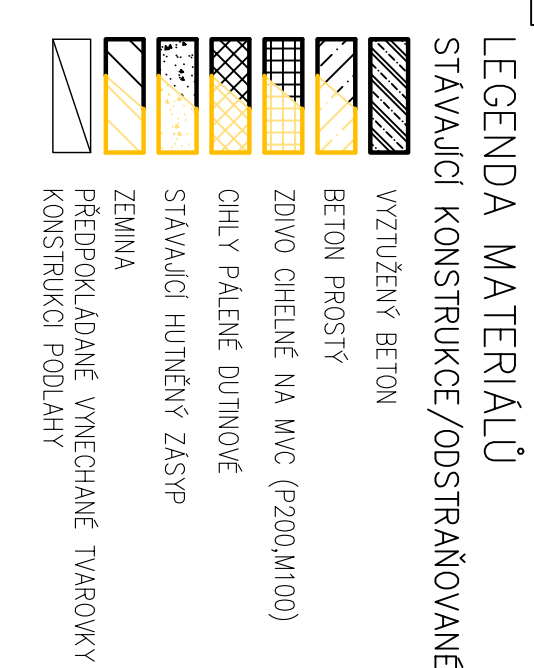 LEGENDA MATERIÁLŮ
STÁVAJÍCÍ KONSTRUKCE/ODSTRAŇOVANÉ
VYZTUŽENÝ BETON
BETON PROSTÝ
ZDIVO CIHELNÉ NA MVC (P200,M100)
CIHLY PÁLENÉ DUTINOVÉ
STÁVAJÍCÍ HUTNĚNÝ ZÁSYP
ZEMINA
PŘEDPOKLÁDANÉ VYNECHANÉ TVAROVKY
KONSTRUKCI PODLAHY